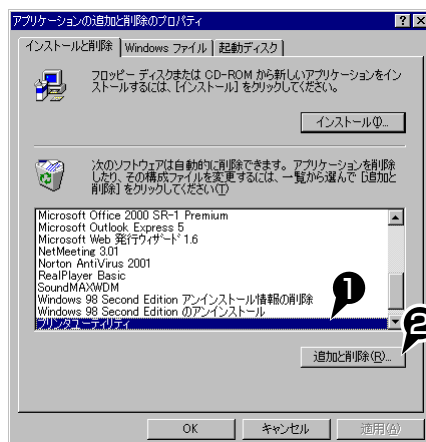 アプリケーションの追加と削除のプロパティ
? ×
インストールと削除
Windows ファイル
起動ディスク
フロッピー ディスクまたは CD-ROM から新しいアプリケーションをイン
ストールするには、[インストール] をクリックしてください。
インストール(I)...
次のソフトウェアは自動的に削除できます。アプリケーションを削除
したり、その構成ファイルを変更するには、一覧から選んで [追加と
削除] をクリックしてください(T)
Microsoft Office 2000 SR-1 Premium
Microsoft Outlook Express 5
Microsoft Web 発行ウィザード 1.6
NetMeeting 3.01
Norton AntiVirus 2001
RealPlayer Basic
SoundMAXWDM
Windows 98 Second Edition アンインストール情報の削除
Windows 98 Second Edition のアンインストール
プリンタユーティリティ
1
2
追加と削除(R)...
OK
キャンセル
適用(A)